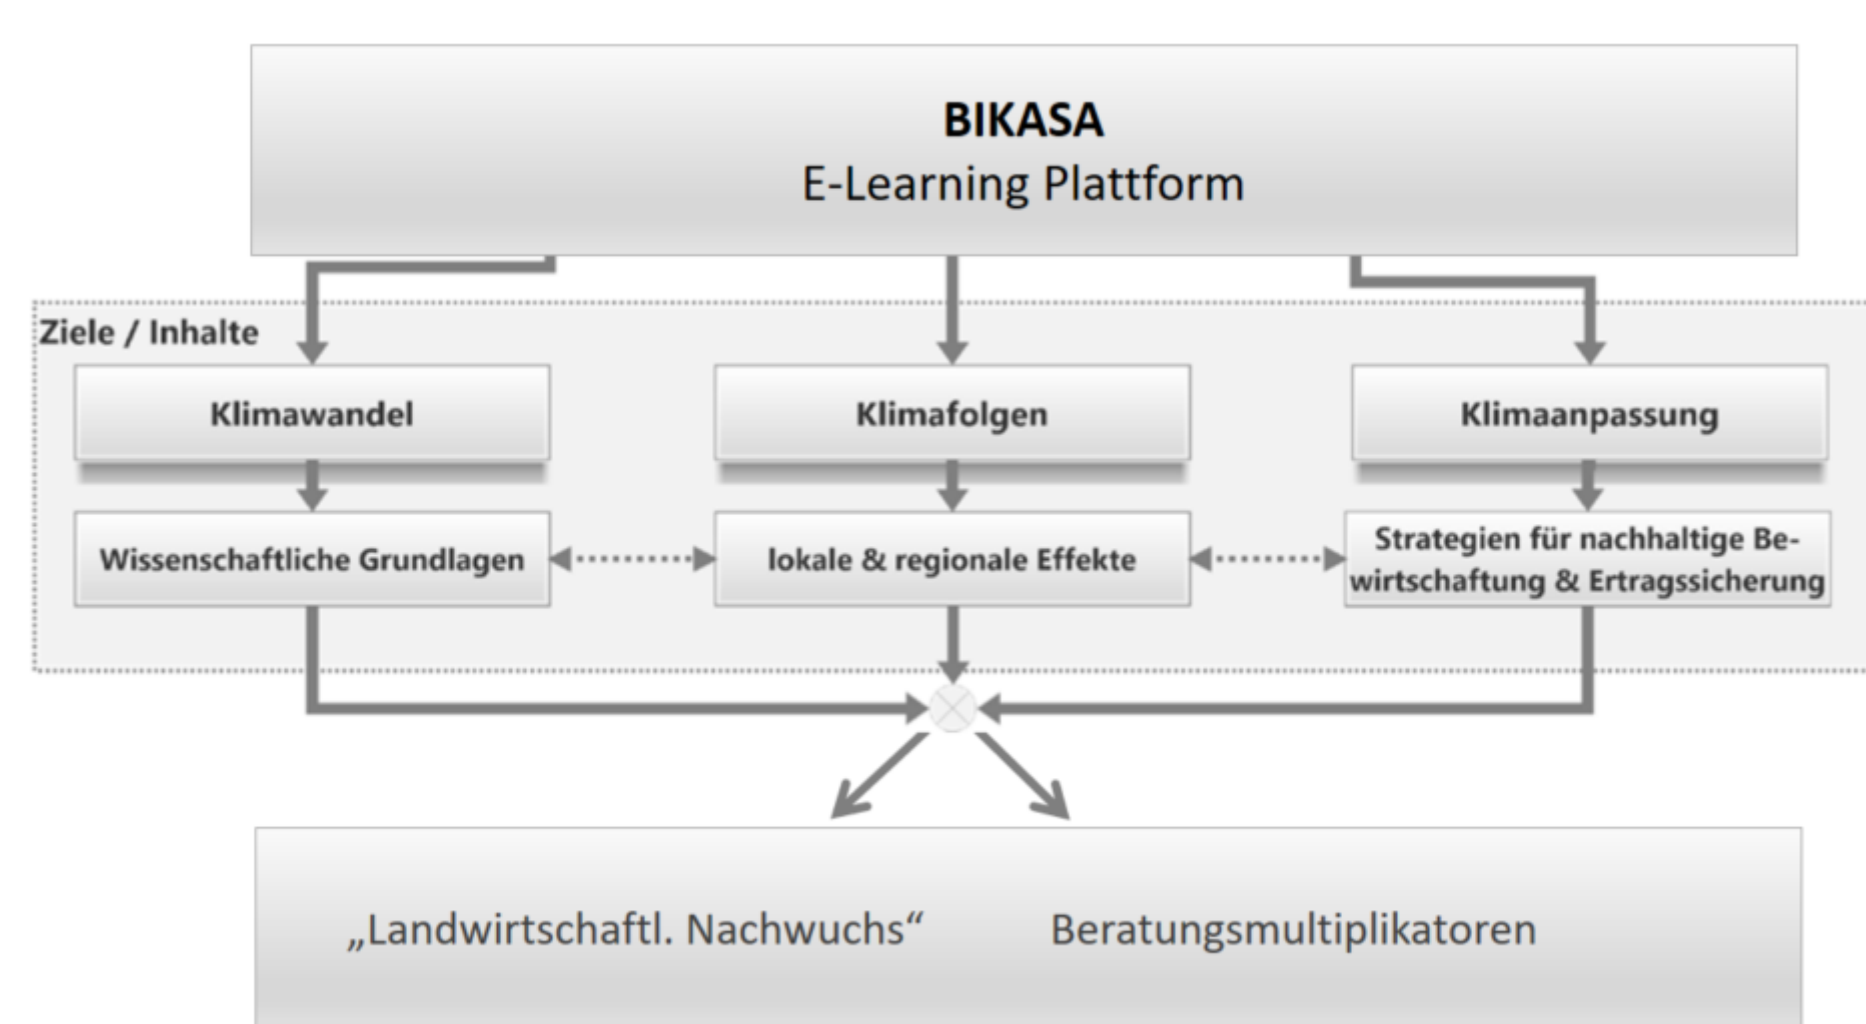 BIKASA
E-Learning Plattform
Ziele / Inhalte
Klimawandel
Klimafolgen
Klimaanpassung
Wissenschaftliche Grundlagen
lokale & regionale Effekte
Strategien für nachhaltige Be-
wirtschaftung & Ertragssicherung
„Landwirtschaftl. Nachwuchs“
Beratungsmultiplikatoren